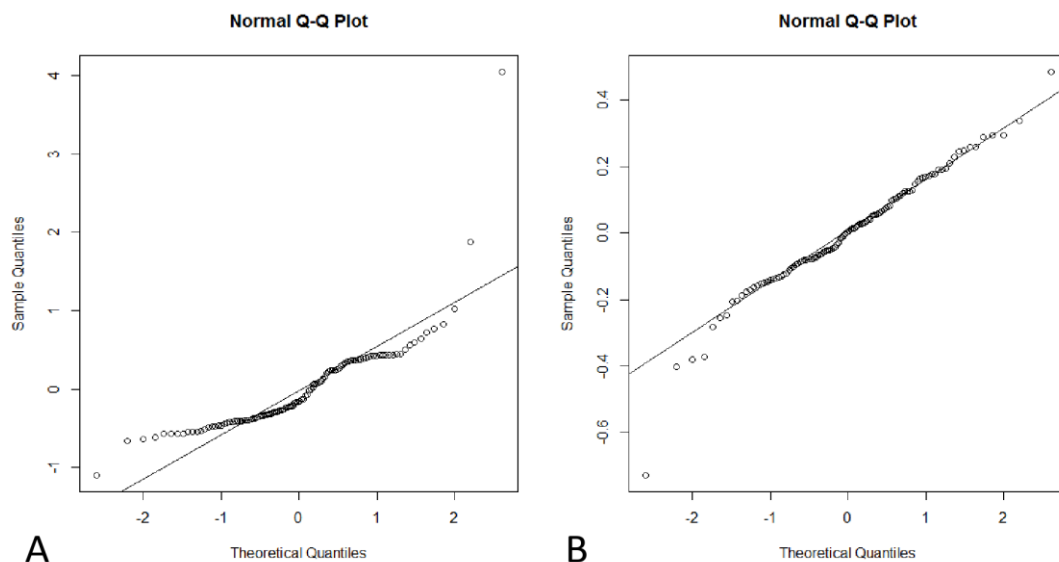 Normal Q-Q Plot
Sample Quantiles
4
3
2
1
0
-1
-2
-1
0
1
2
Theoretical Quantiles
A
Normal Q-Q Plot
Sample Quantiles
0.4
0.2
0.0
-0.2
-0.4
-0.6
-2
-1
0
1
2
Theoretical Quantiles
B